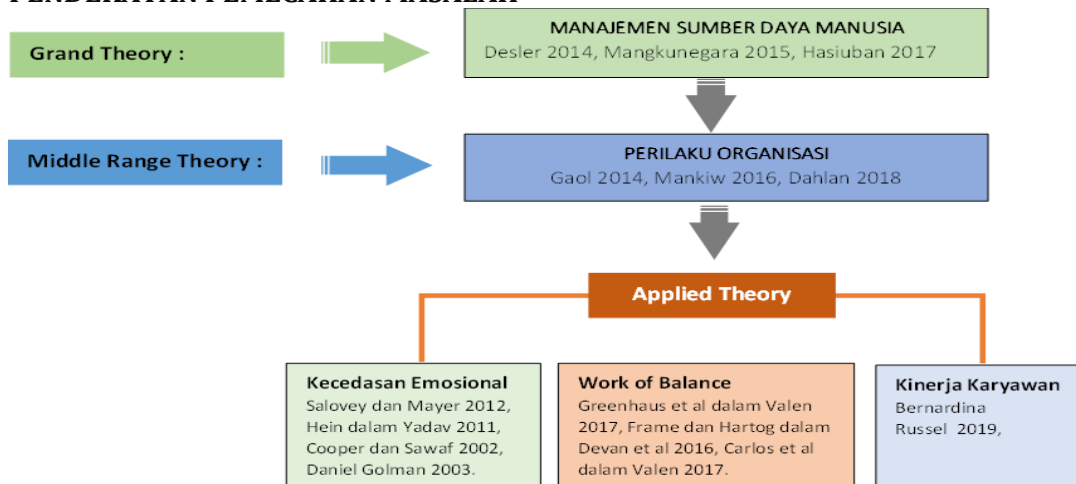 Grand Theory :
MANAJEMEN SUMBER DAYA MANUSIA
Desler 2014, Mangkunegara 2015, Hasiuban 2017
Middle Range Theory :
PERILAKU ORGANISASI
Gaol 2014, Mankiw 2016, Dahlan 2018
Applied Theory
Kecedasan Emosional
Salovey dan Mayer 2012,
Hein dalam Yadav 2011,
Cooper dan Sawaf 2002,
Daniel Golman 2003.
Work of Balance
Greenhaus et al dalam Valen
2017, Frame dan Hartog dalam
Devan et al 2016, Carlos et al
dalam Valen 2017.
Kinerja Karyawan
Bernardina
Russel 2019,